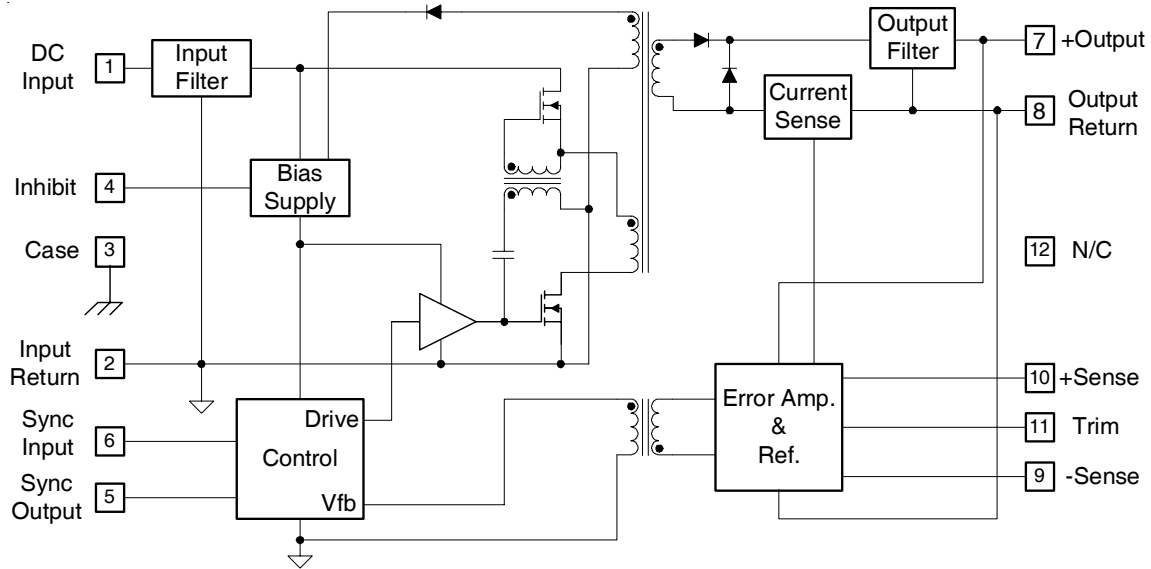 DC
Input
1
Input
Filter
Output
Filter
7
+Output
Current
Sense
8
Output
Return
Inhibit
4
Bias
Supply
Case
3
12
N/C
Input
Return
2
Error Amp.
&
Ref.
10
+Sense
Sync
Input
6
Drive
Control
Vfb
11
Trim
Sync
Output
5
9
-Sense